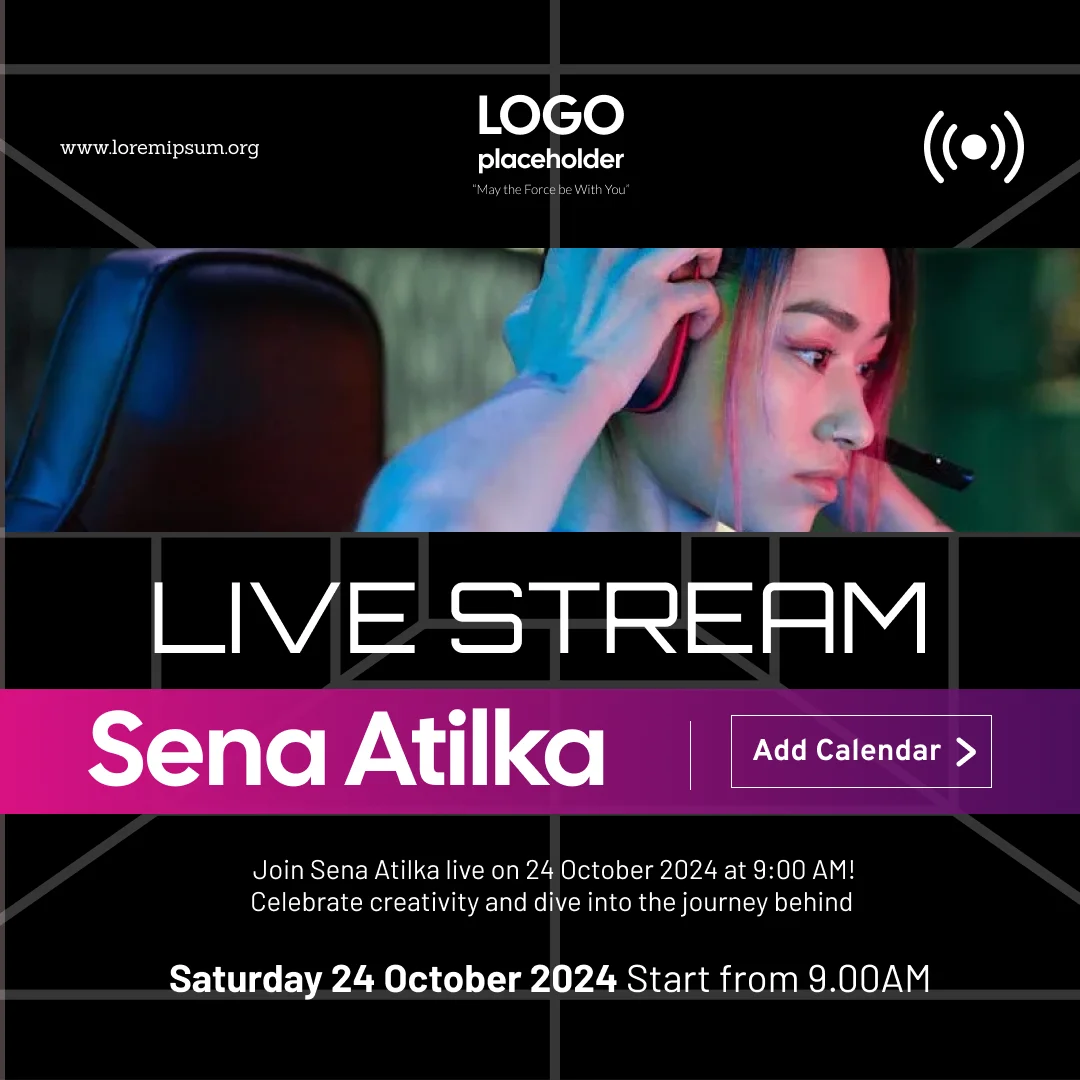 www.loremipsum.org
LOGO
placeholder
"May the Force be With You"
LIVE STREAM
Sena Atilka
Add Calendar
Join Sena Atilka live on 24 October 2024 at 9:00 AM!
Celebrate creativity and dive into the journey behind
Saturday 24 October 2024 Start from 9.00AM